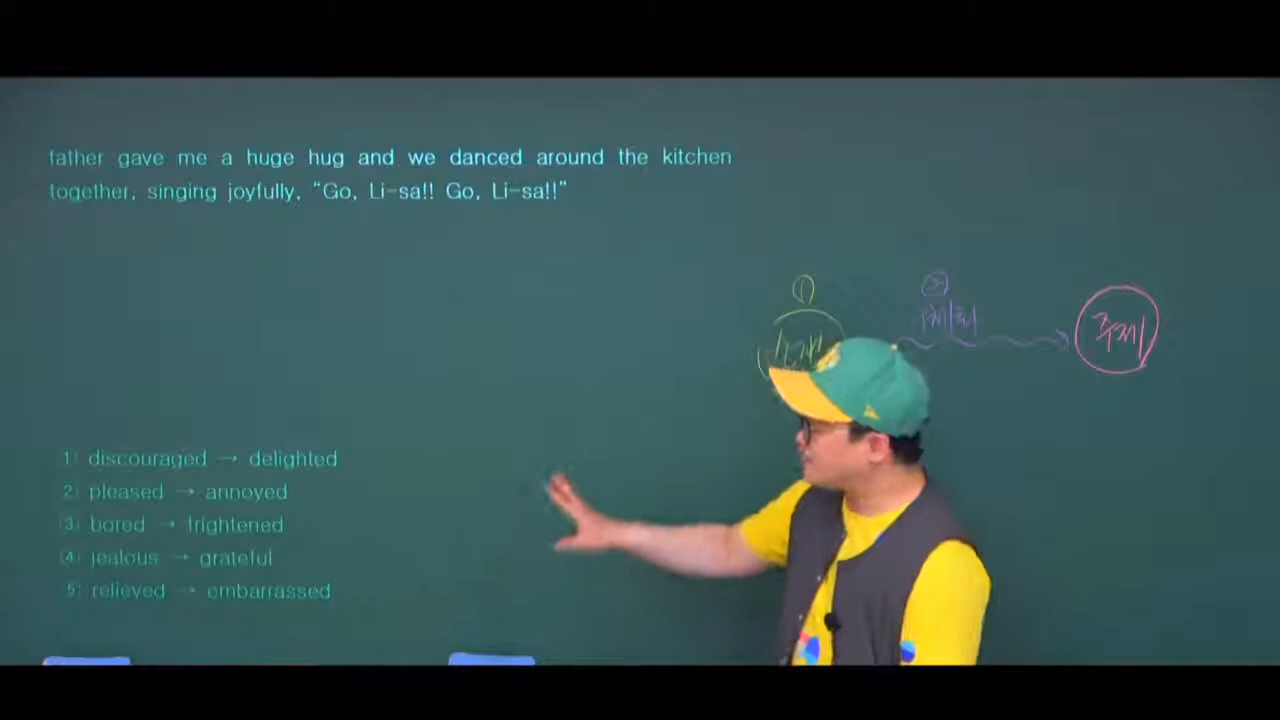 father gave me a huge hug and we danced around the kitchen
together, singing joyfully, “Go, Li-sa!! Go, Li-sa!!”
①
②
주제
1) discouraged → delighted
2) pleased → annoyed
3) bored → frightened
4) jealous → grateful
5) relieved → embarrassed